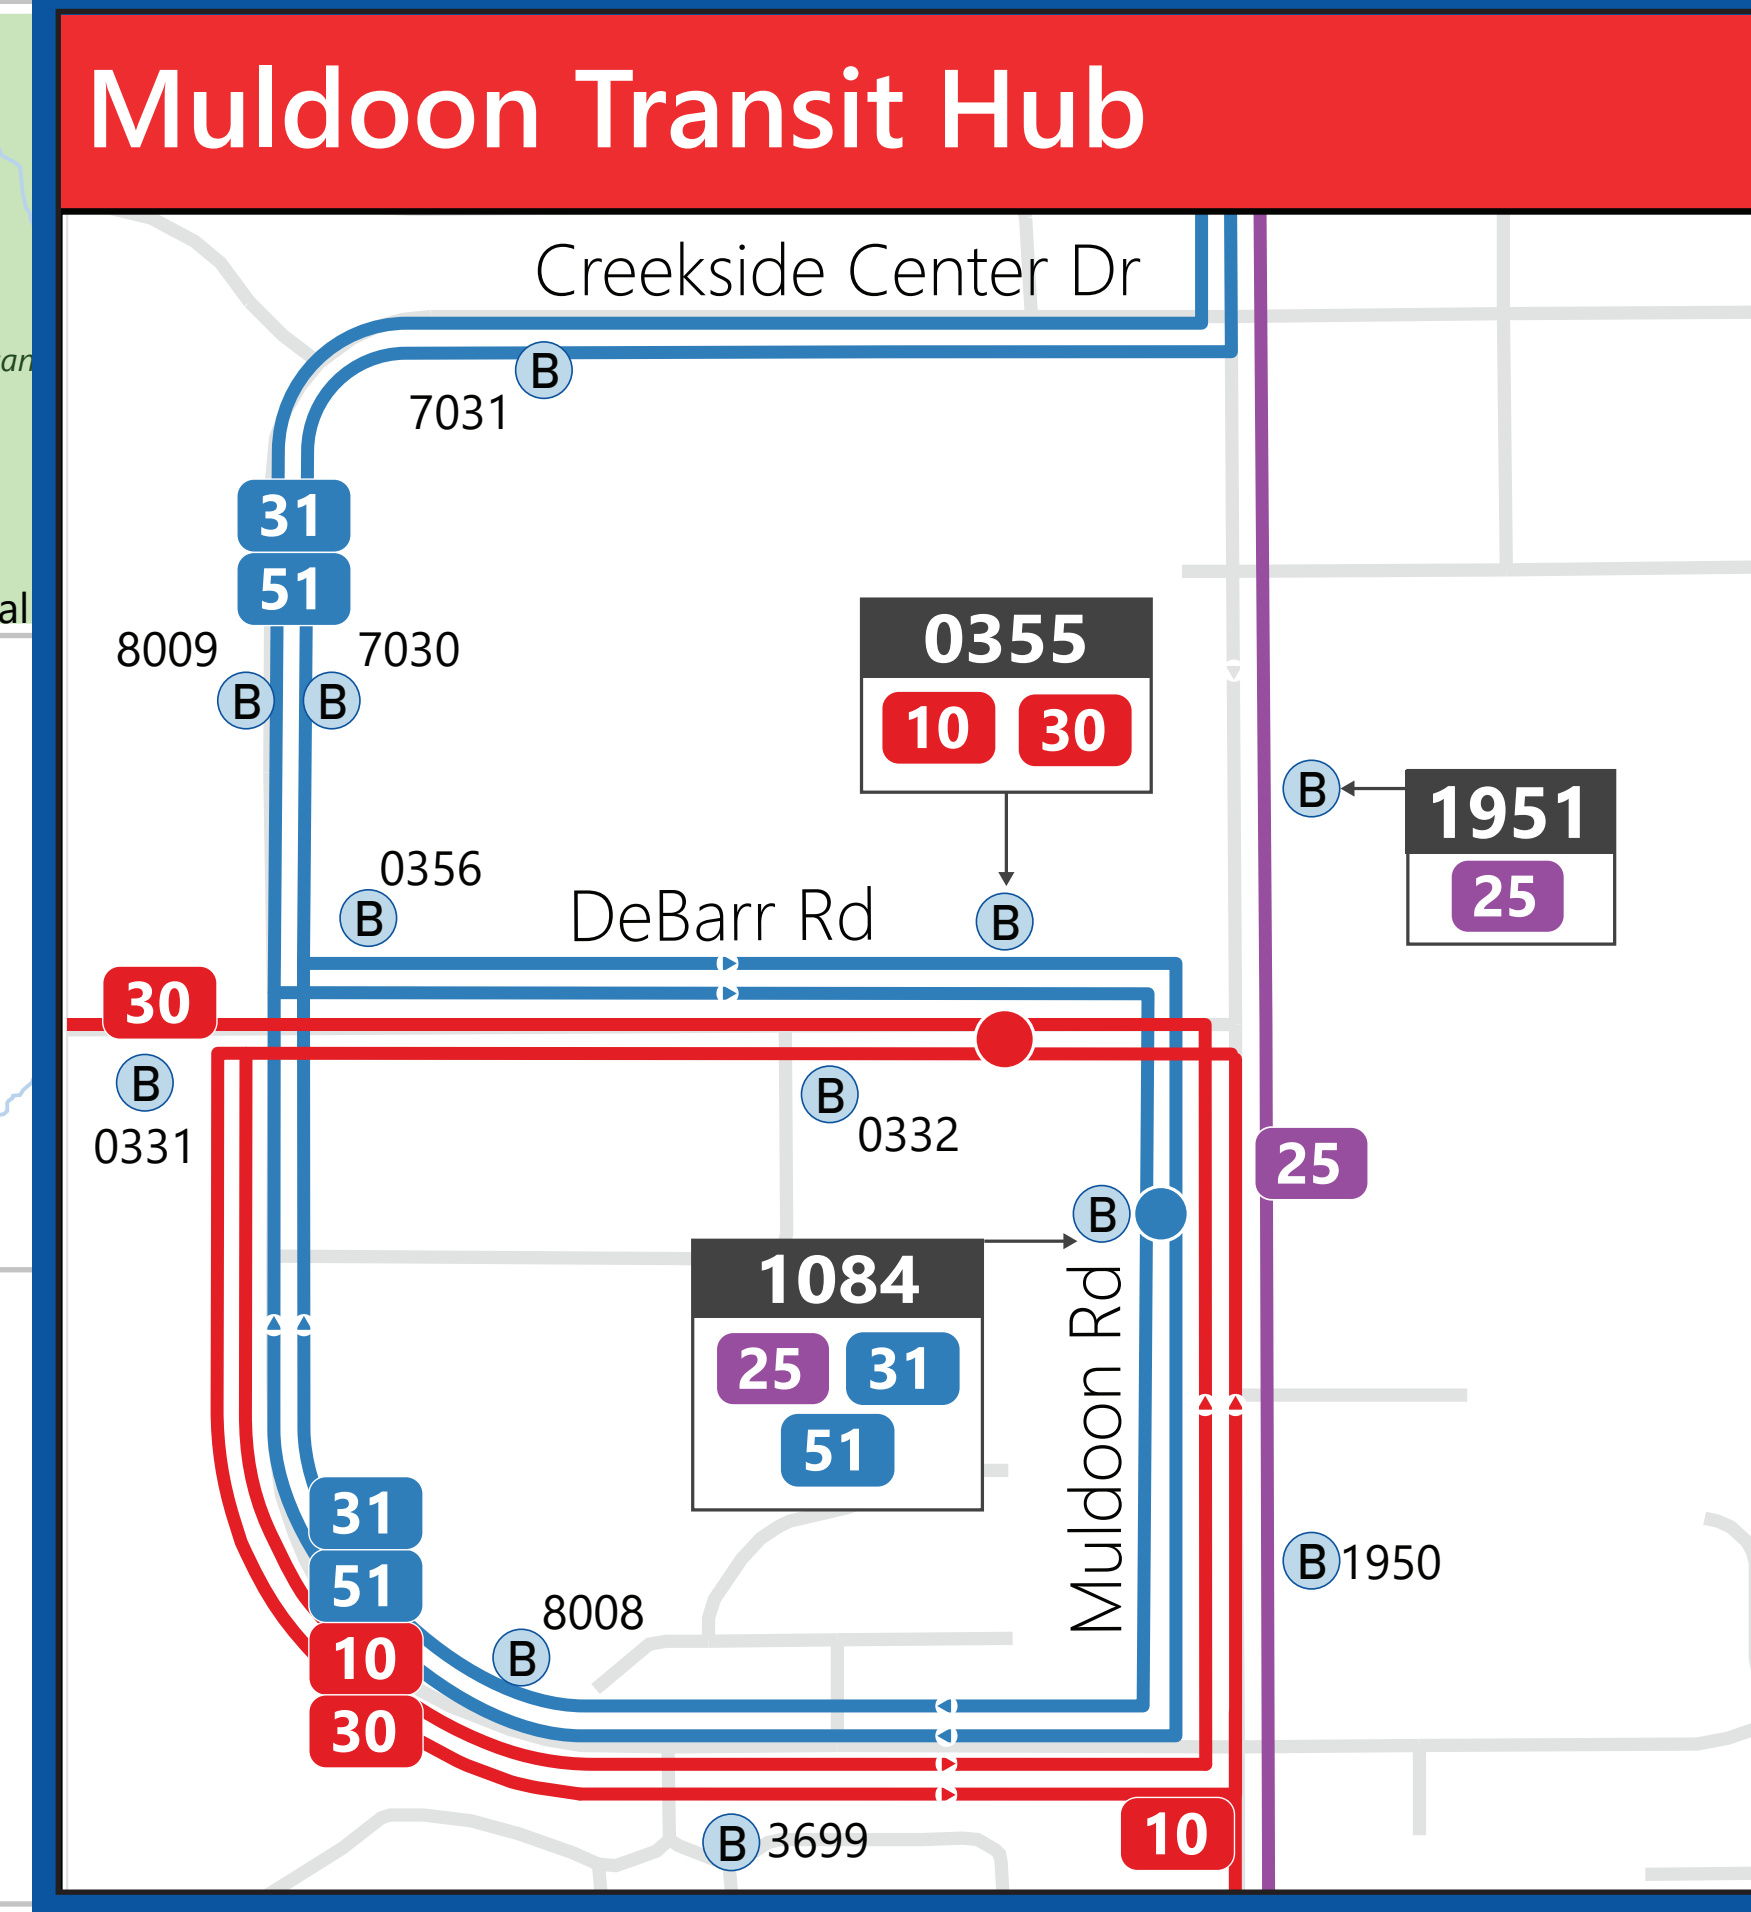 Muldoon Transit Hub
Creekside Center Dr
B
7031
31
51
8009
7030
B
B
0355
10 30
B
1951
25
0356
B
DeBarr Rd
B
30
B
0331
B
0332
25
B
1084
25 31
51
Muldoon Rd
31
51
10
30
8008
B
B 1950
B 3699
10